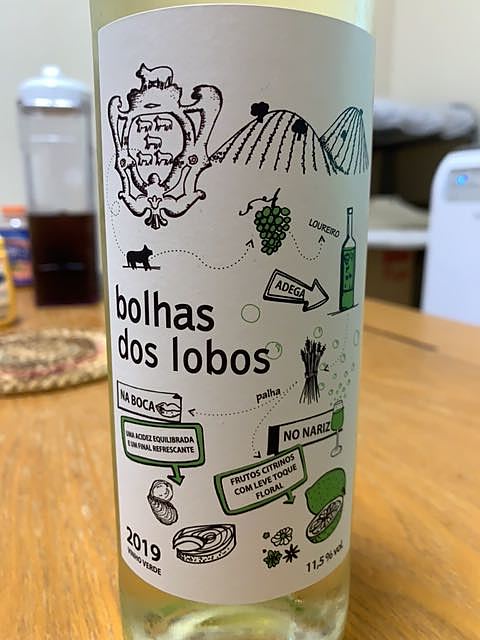 LOUREIRO
ADEGA
bolhas
dos lobos
palha
NA BOCA
UMA ACIDEZ EQUILIBRADA
E UM FINAL REFRESCANTE
NO NARIZ
FRUTOS CITRINOS
COM LEVE TOQUE
FLORAL
2019
VINHO VERDE
11,5% vol.